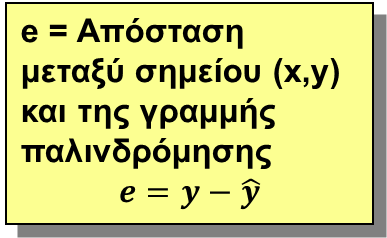 e = Απόσταση
μεταξύ σημείου (x,y)
και της γραμμής
παλινδρόμησης
e = y − ŷ